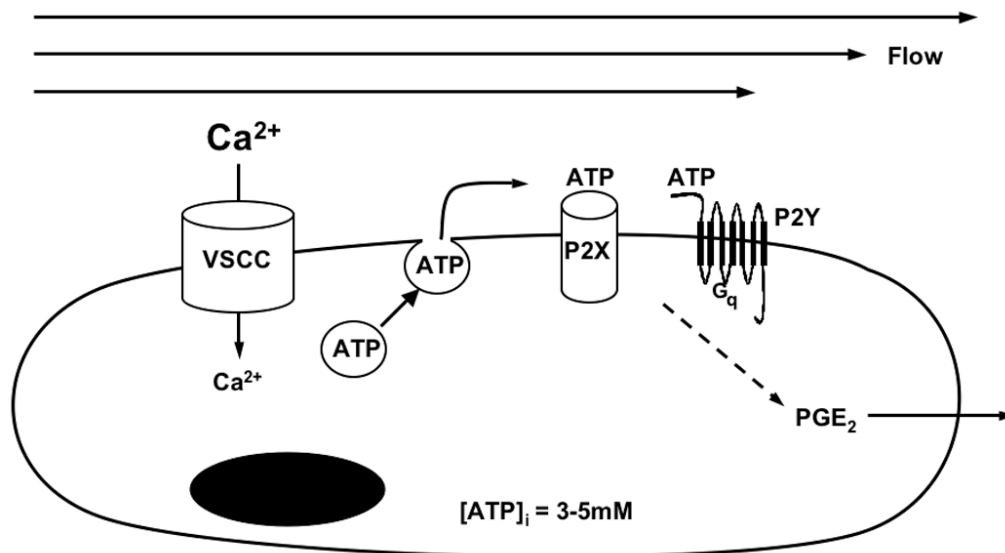 Flow
Ca²⁺
ATP
ATP
P2Y
VSCC
ATP
P2X
Gq
ATP
Ca²⁺
PGE₂
[ATP]ᵢ = 3-5mM